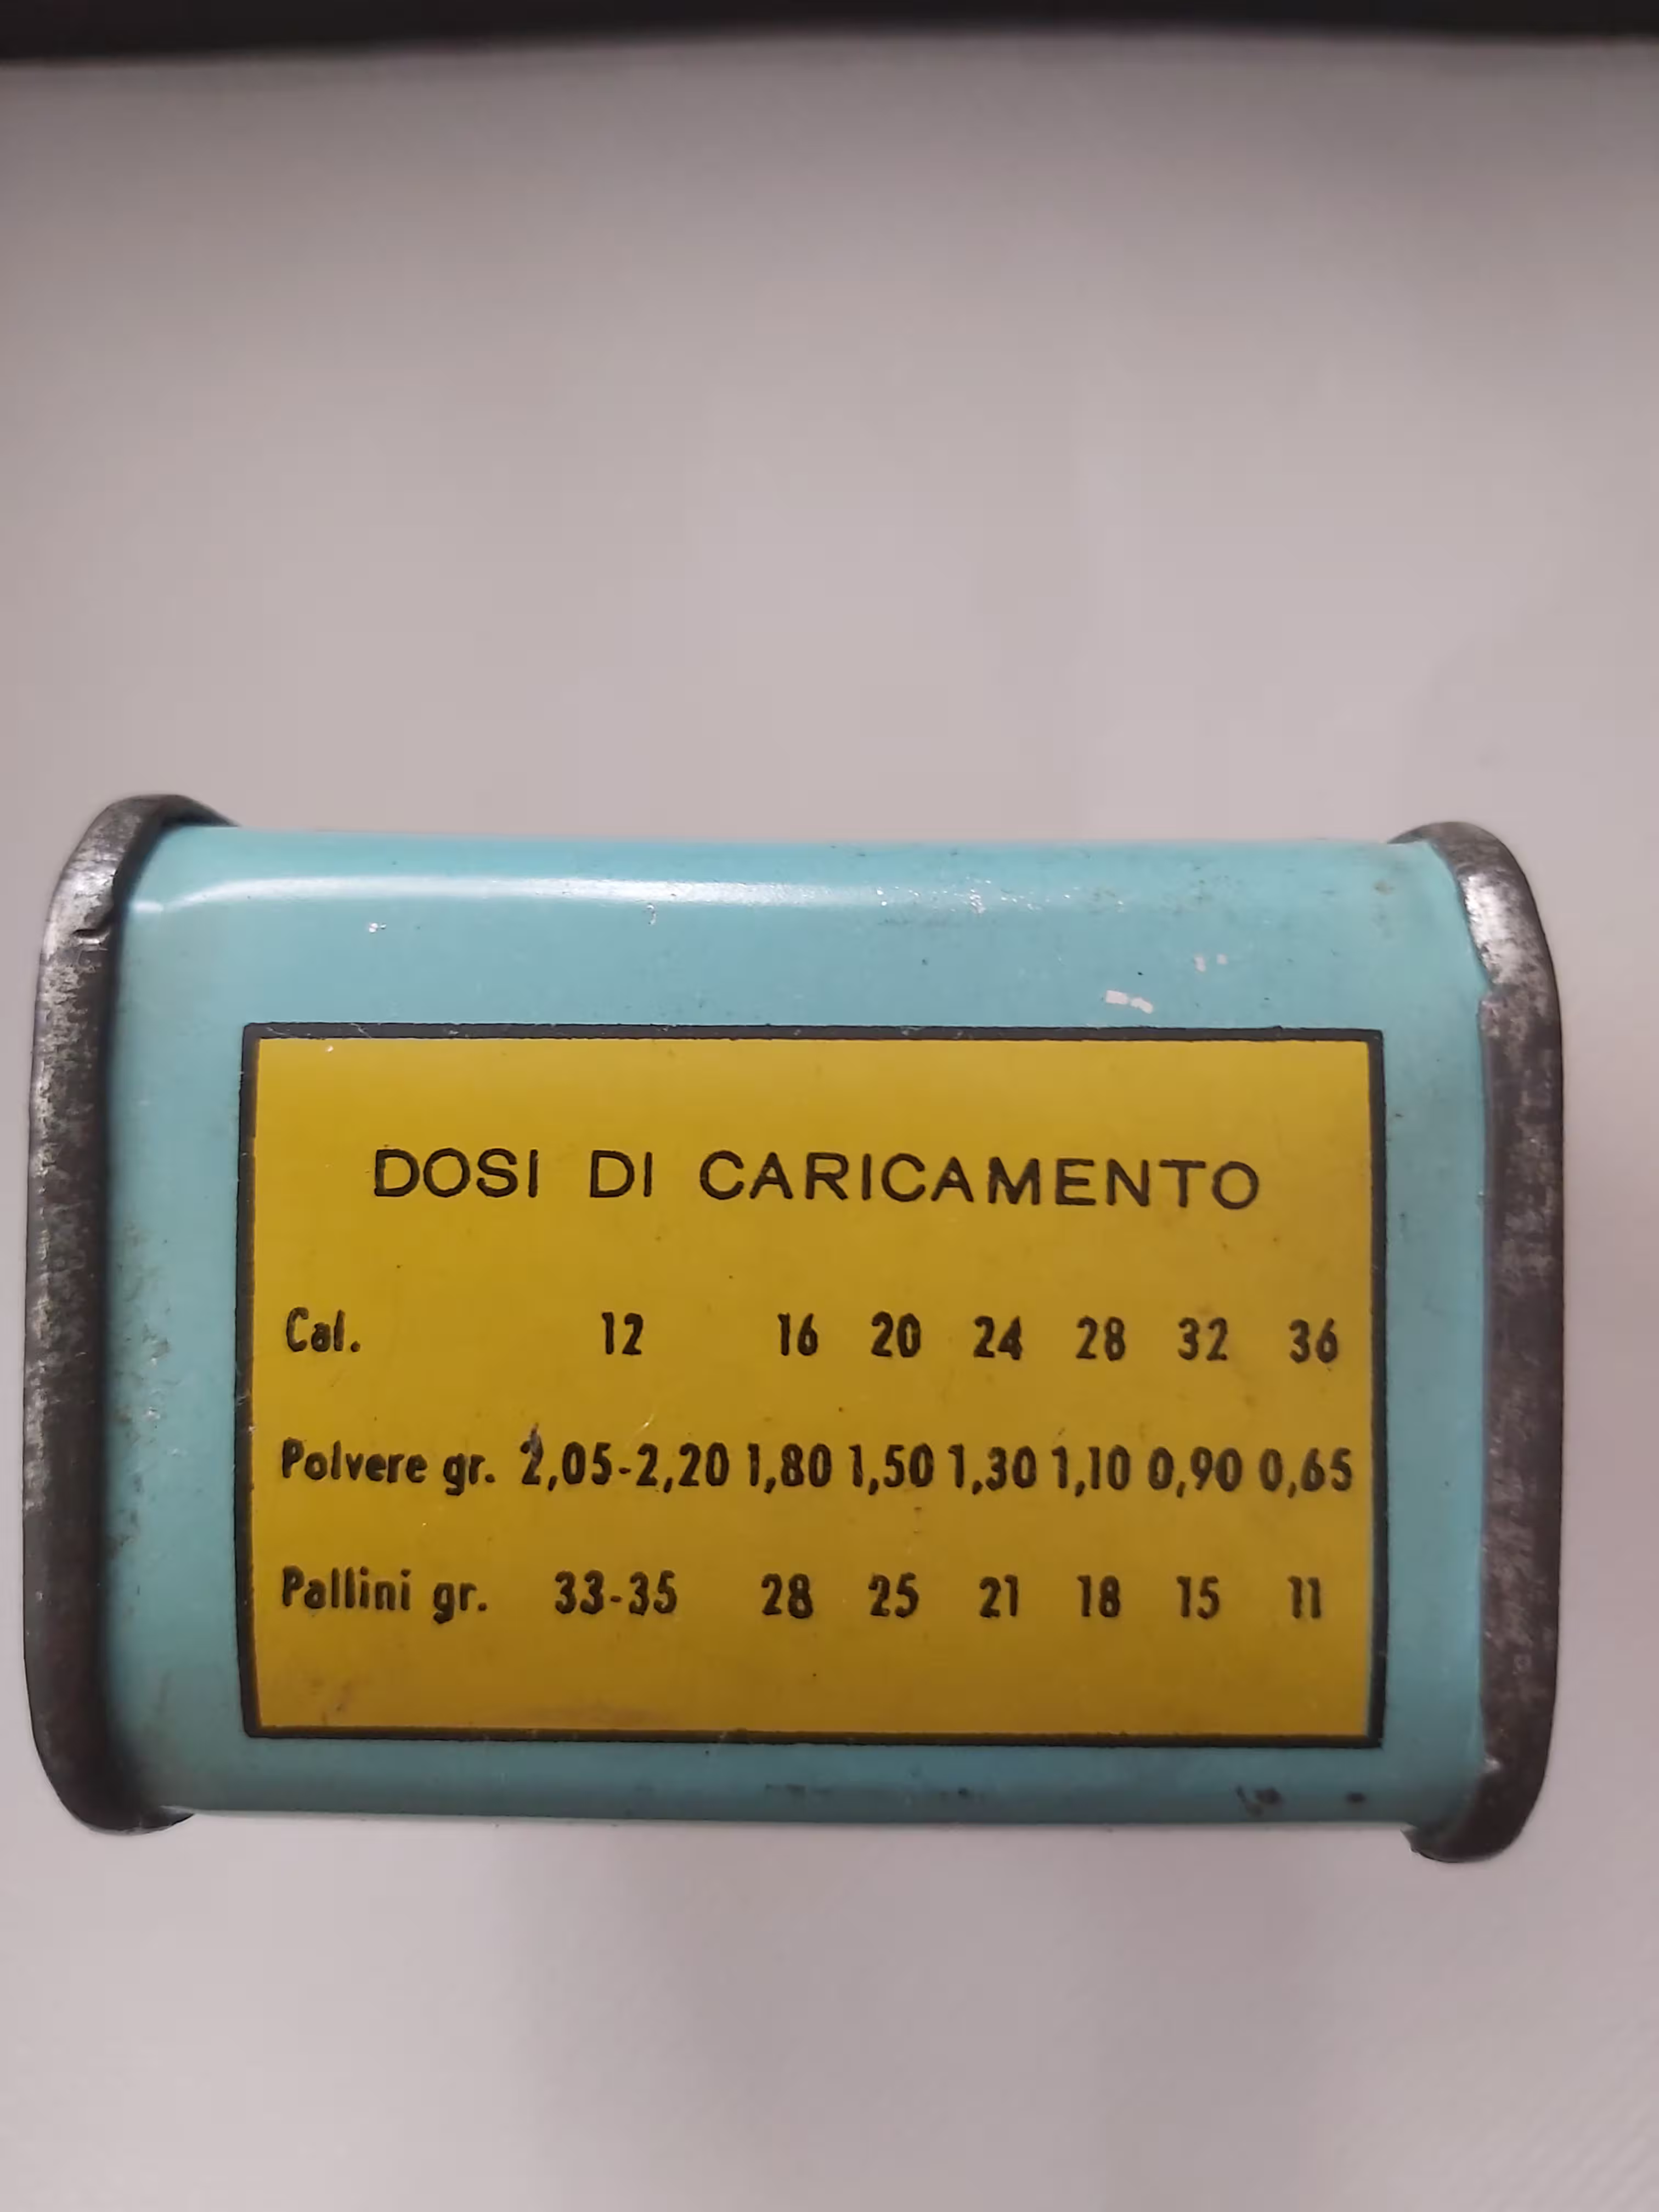 DOSI DI CARICAMENTO
Cal. 12 16 20 24 28 32 36
Polvere gr. 2,05-2,20 1,80 1,50 1,30 1,10 0,90 0,65
Pallini gr. 33-35 28 25 21 18 15 11